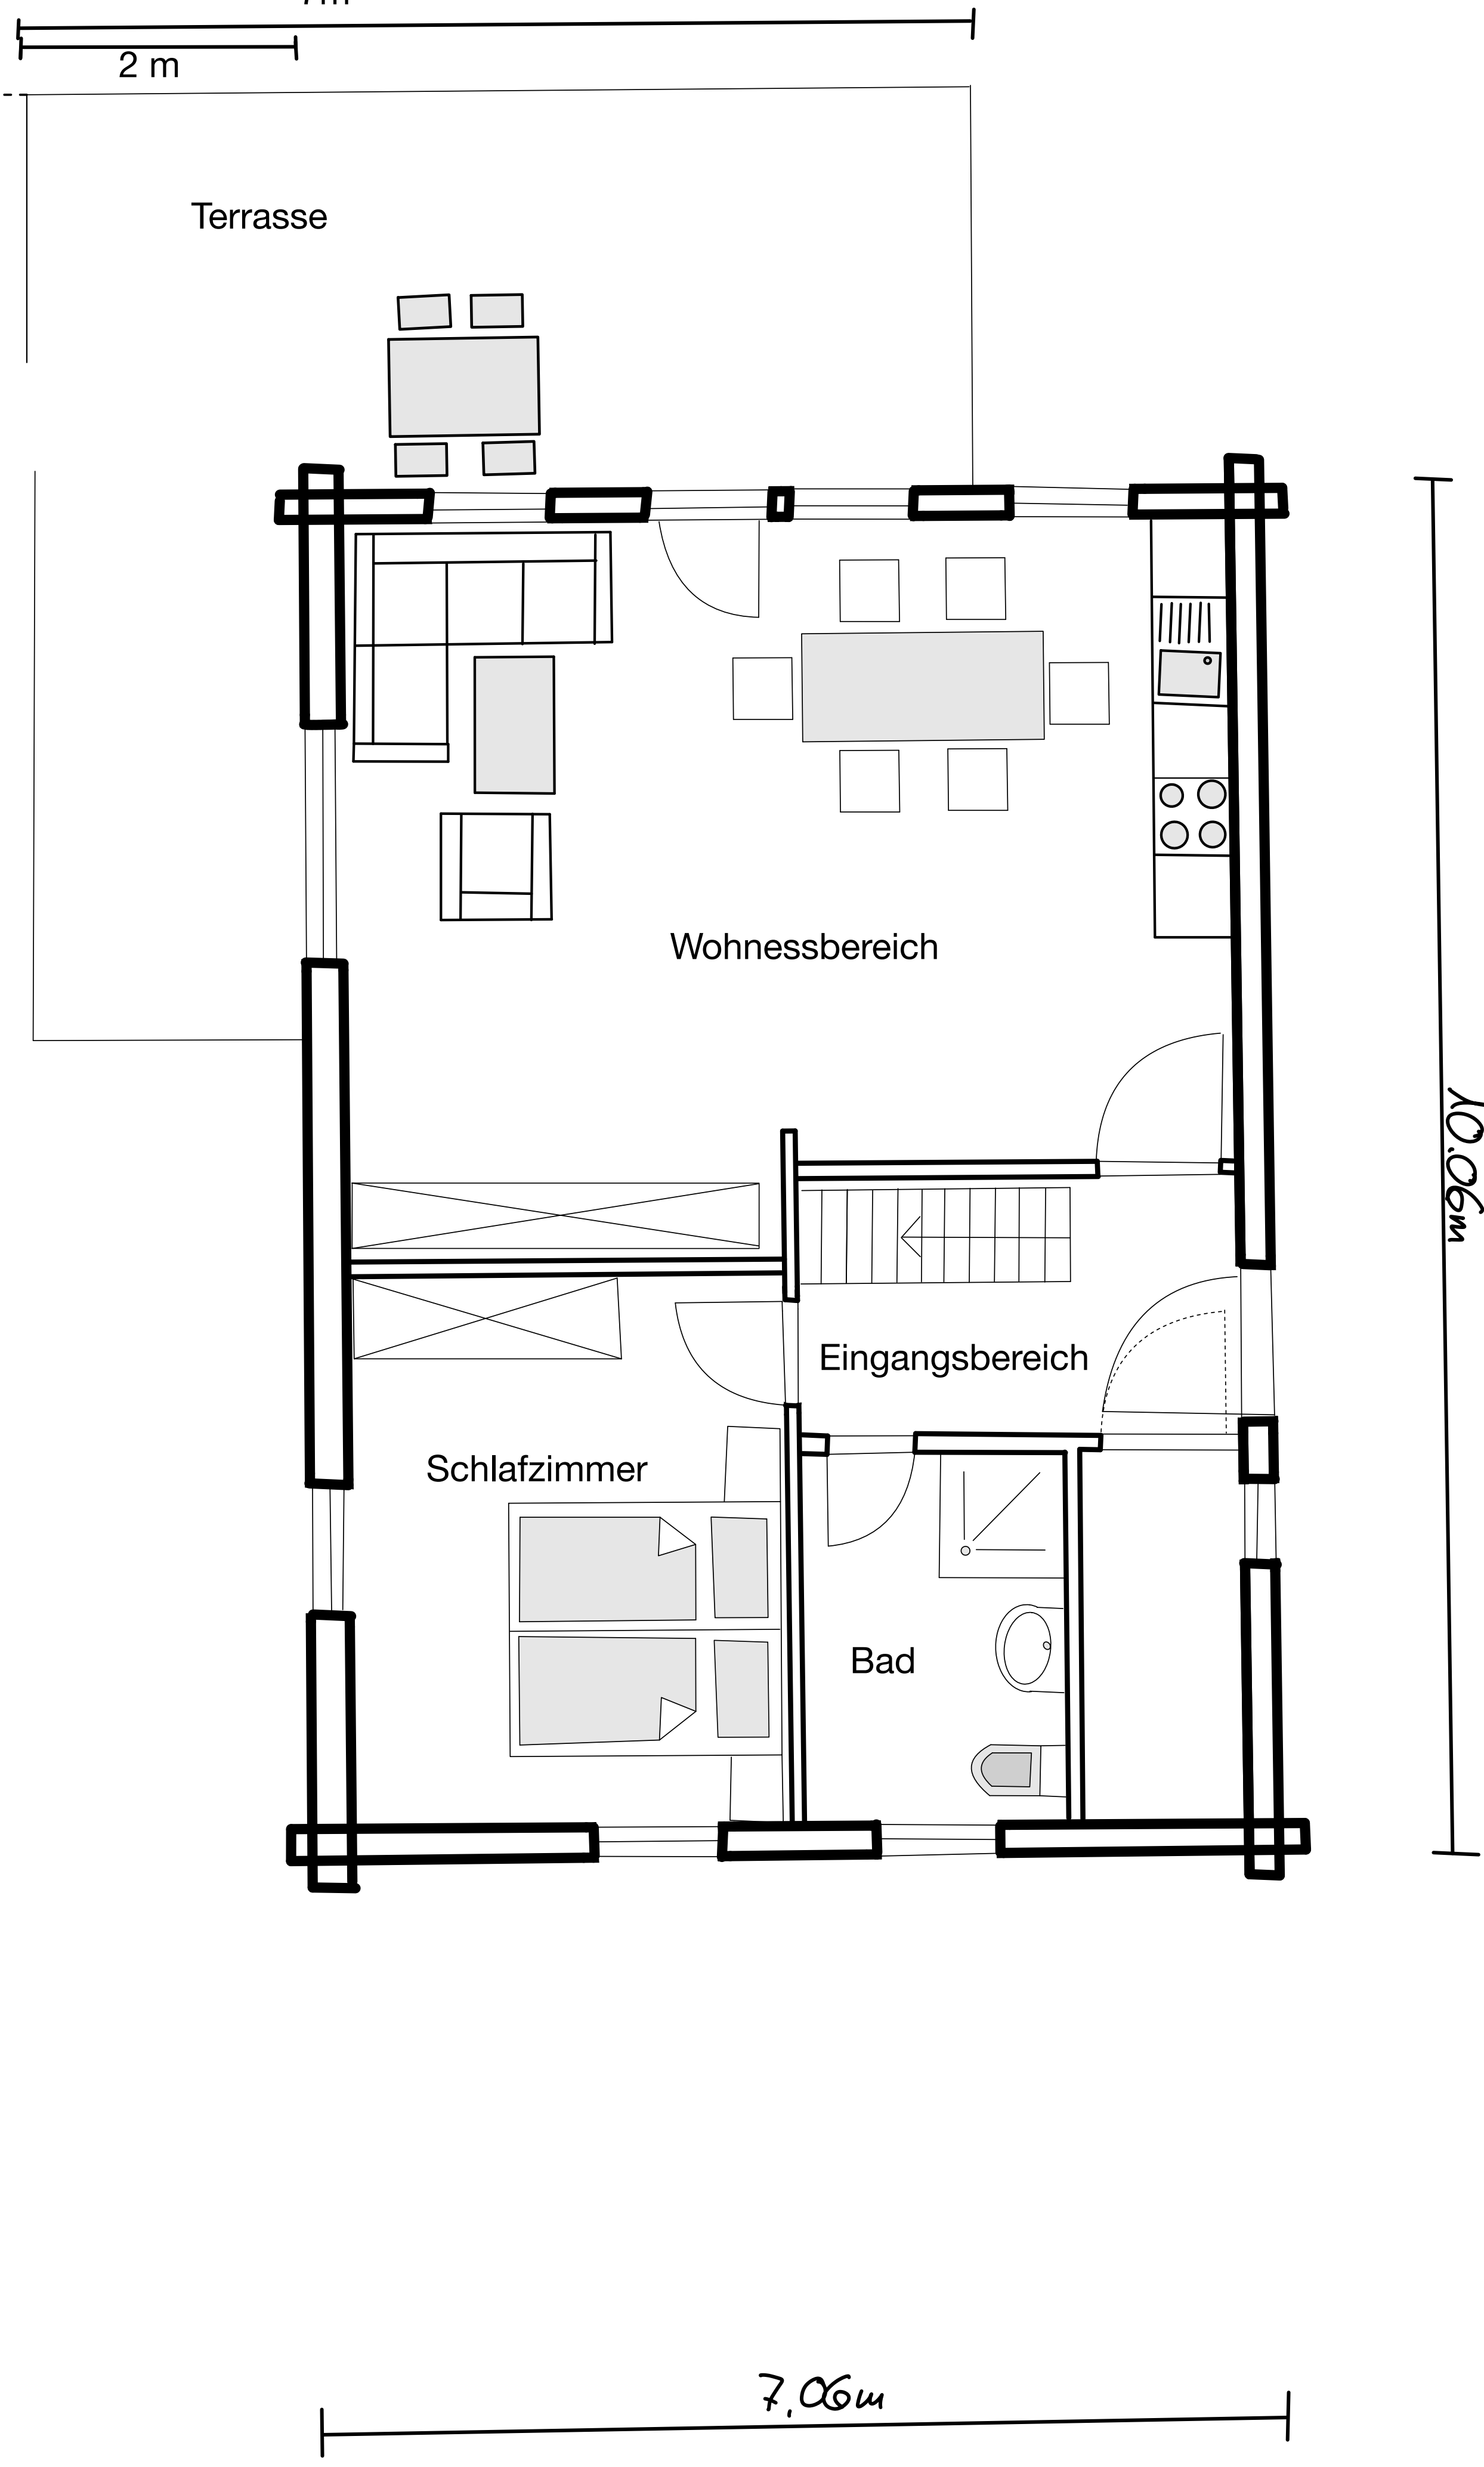 2 m
Terrasse
Wohnessbereich
10.06m
Eingangsbereich
Schlafzimmer
Bad
7,06m